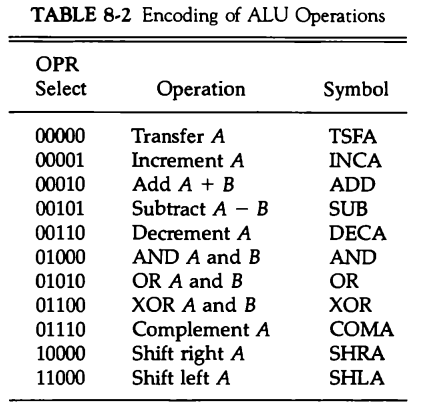 TABLE 8-2 Encoding of ALU Operations
OPR
Select Operation Symbol
00000 Transfer A TSFA
00001 Increment A INCA
00010 Add A + B ADD
00101 Subtract A − B SUB
00110 Decrement A DECA
01000 AND A and B AND
01010 OR A and B OR
01100 XOR A and B XOR
01110 Complement A COMA
10000 Shift right A SHRA
11000 Shift left A SHLA